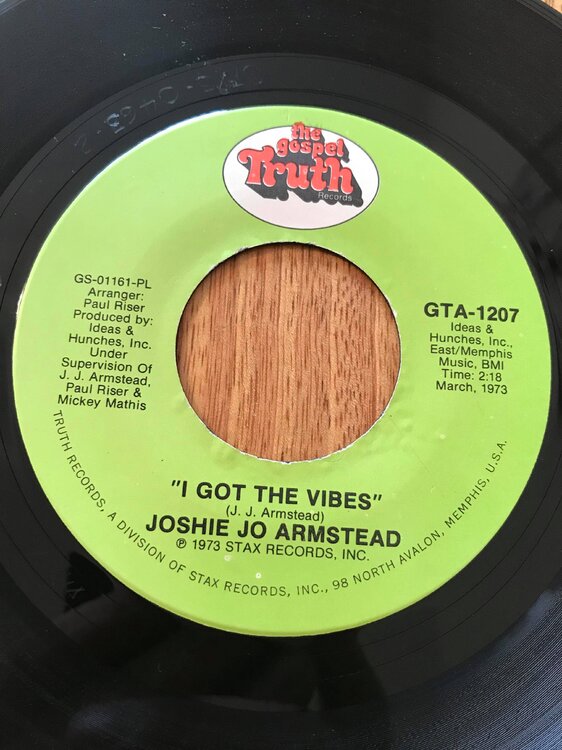 the
gospel
Truth
Records
GS-01161-PL
Arranger:
Paul Riser
Produced by:
Ideas &
Hunches, Inc.
Under
Supervision Of
J. J. Armstead,
Paul Riser &
Mickey Mathis
GTA-1207
Ideas &
Hunches, Inc.,
East/Memphis
Music, BMI
Time: 2:18
March, 1973
"I GOT THE VIBES"
(J. J. Armstead)
JOSHIE JO ARMSTEAD
℗ 1973 STAX RECORDS, INC.
TRUTH RECORDS, A DIVISION OF STAX RECORDS, INC., 98 NORTH AVALON, MEMPHIS, U.S.A.